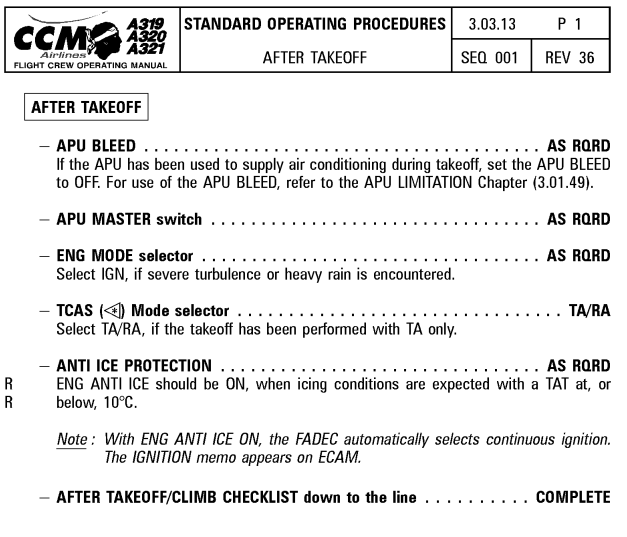 CCM
Airlines
A319
A320
A321
FLIGHT CREW OPERATING MANUAL
STANDARD OPERATING PROCEDURES
3.03.13
P 1
AFTER TAKEOFF
SEQ 001
REV 36
AFTER TAKEOFF
– APU BLEED . . . . . . . . . . . . . . . . . . . . . . . . . . . . . . . . . . . . . . . . AS RQRD
If the APU has been used to supply air conditioning during takeoff, set the APU BLEED
to OFF. For use of the APU BLEED, refer to the APU LIMITATION Chapter (3.01.49).
– APU MASTER switch . . . . . . . . . . . . . . . . . . . . . . . . . . . . . . . . . AS RQRD
– ENG MODE selector . . . . . . . . . . . . . . . . . . . . . . . . . . . . . . . . . . AS RQRD
Select IGN, if severe turbulence or heavy rain is encountered.
– TCAS (⊲) Mode selector . . . . . . . . . . . . . . . . . . . . . . . . . . . . . . . . . TA/RA
Select TA/RA, if the takeoff has been performed with TA only.
– ANTI ICE PROTECTION . . . . . . . . . . . . . . . . . . . . . . . . . . . . . . . . AS RQRD
R ENG ANTI ICE should be ON, when icing conditions are expected with a TAT at, or
R below, 10°C.
Note : With ENG ANTI ICE ON, the FADEC automatically selects continuous ignition.
The IGNITION memo appears on ECAM.
– AFTER TAKEOFF/CLIMB CHECKLIST down to the line . . . . . . . . . . COMPLETE